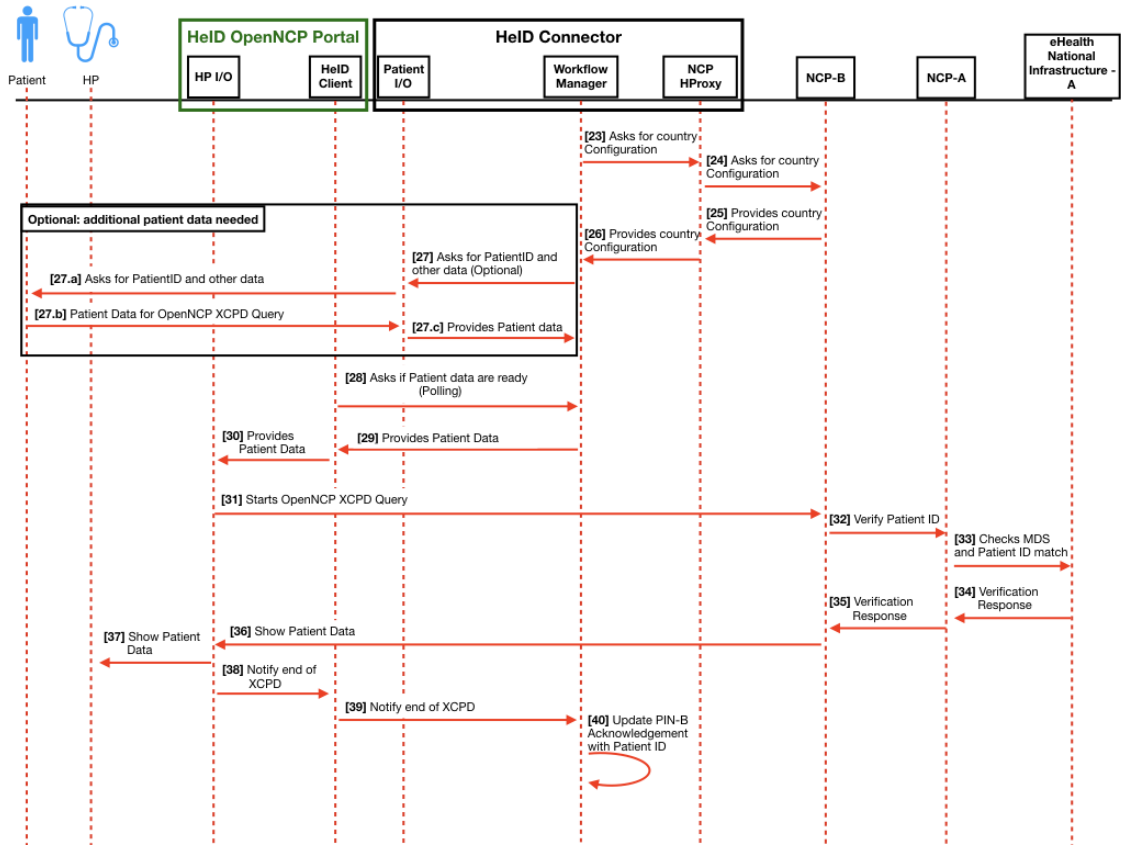 HeID OpenNCP Portal
HeID Connector
eHealth
National
Infrastructure -
A
Patient
HP
HP I/O
HeID
Client
Patient
I/O
Workflow
Manager
NCP
HProxy
NCP-B
NCP-A
[23] Asks for country
Configuration
[24] Asks for country
Configuration
[25] Provides country
Configuration
[26] Provides country
Configuration
Optional: additional patient data needed
[27] Asks for PatientID and
other data (Optional)
[27.a) Asks for PatientID and other data
[27.b] Patient Data for OpenNCP XCPD Query
[27.c] Provides Patient data
[28] Asks if Patient data are ready
(Polling)
[29] Provides Patient Data
[30] Provides
Patient Data
[31] Starts OpenNCP XCPD Query
[32] Verify Patient ID
[33] Checks MDS
and Patient ID match
[34] Verification
Response
[35] Verification
Response
[36] Show Patient Data
[37] Show Patient
Data
[38] Notify end of
XCPD
[39] Notify end of XCPD
[40] Update PIN-B
Acknowledgement
with Patient ID